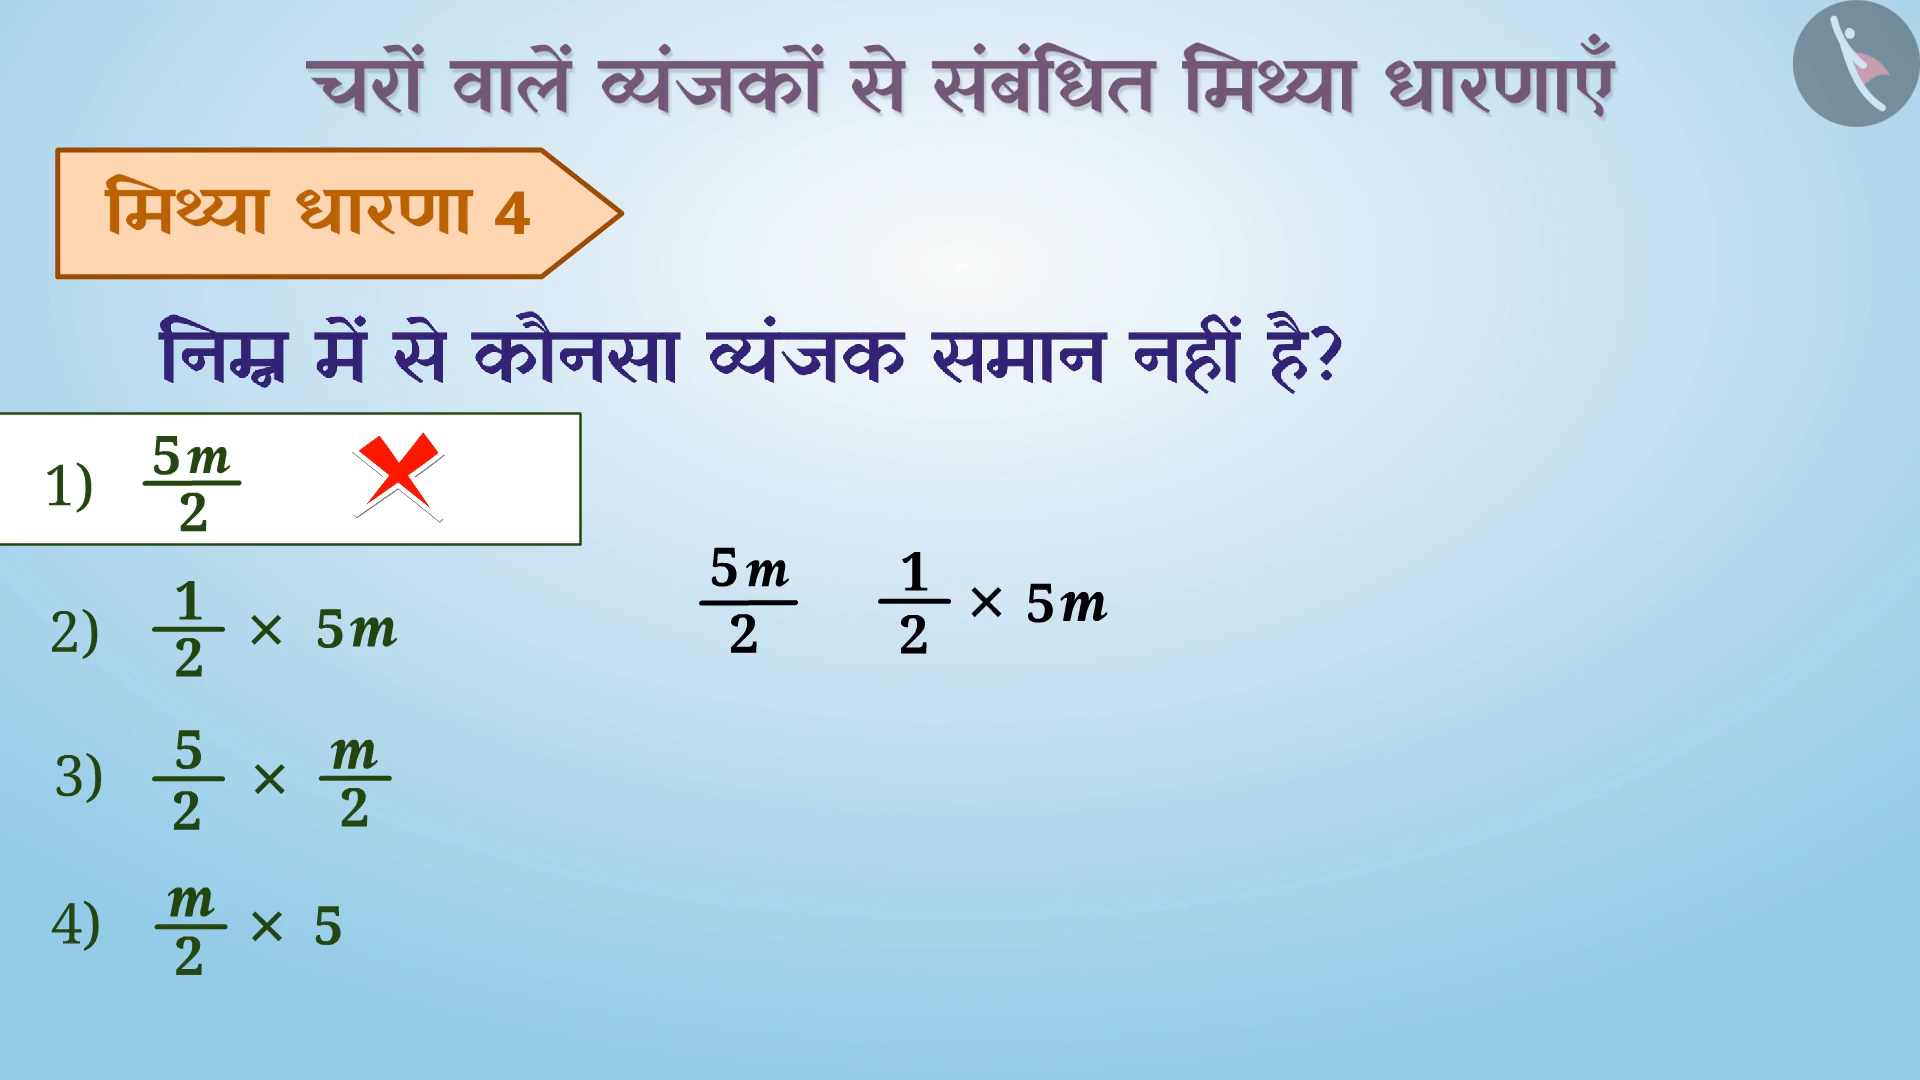 चरों वालें व्यंजकों से संबंधित मिथ्या धारणाएँ
मिथ्या धारणा 4
निम्न में से कौनसा व्यंजक समान नहीं है?
1) 5m/2
2) 1/2 × 5m
3) 5/2 × m/2
4) m/2 × 5
5m/2 1/2 × 5m